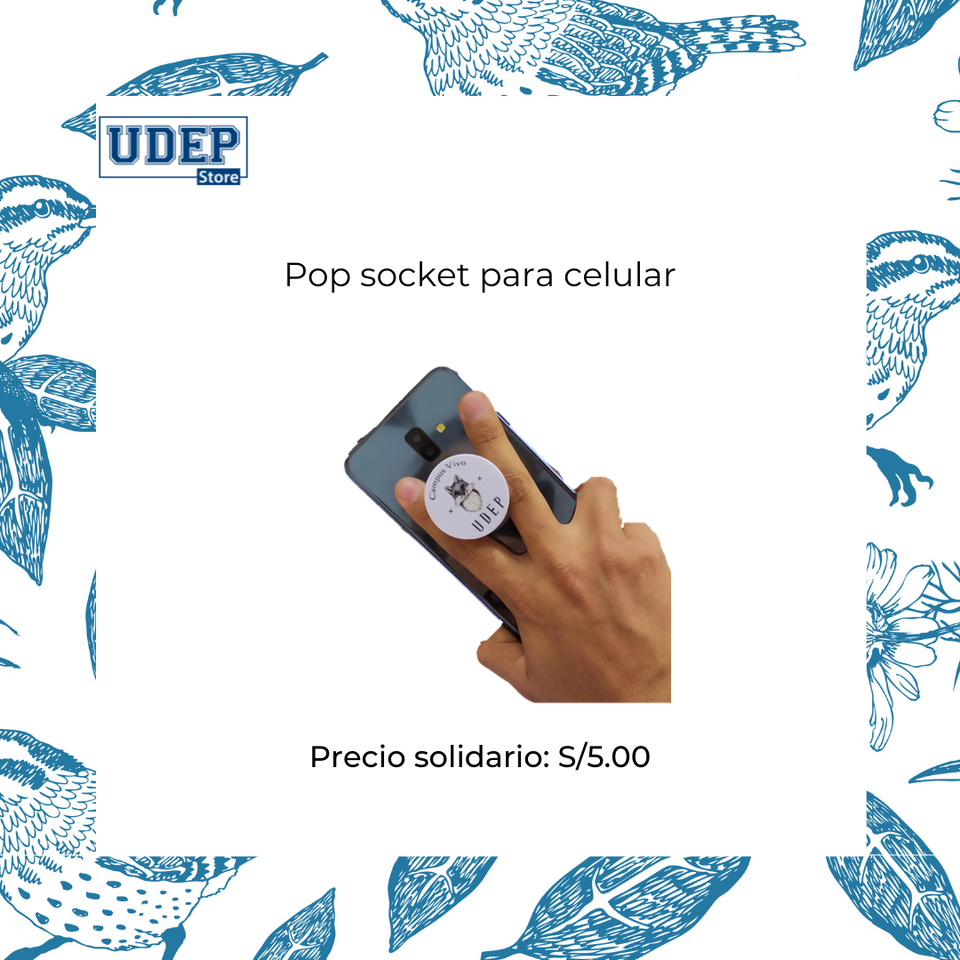 UDEP
Store
Pop socket para celular
Campus Vivo
UDEP
Precio solidario: S/5.00